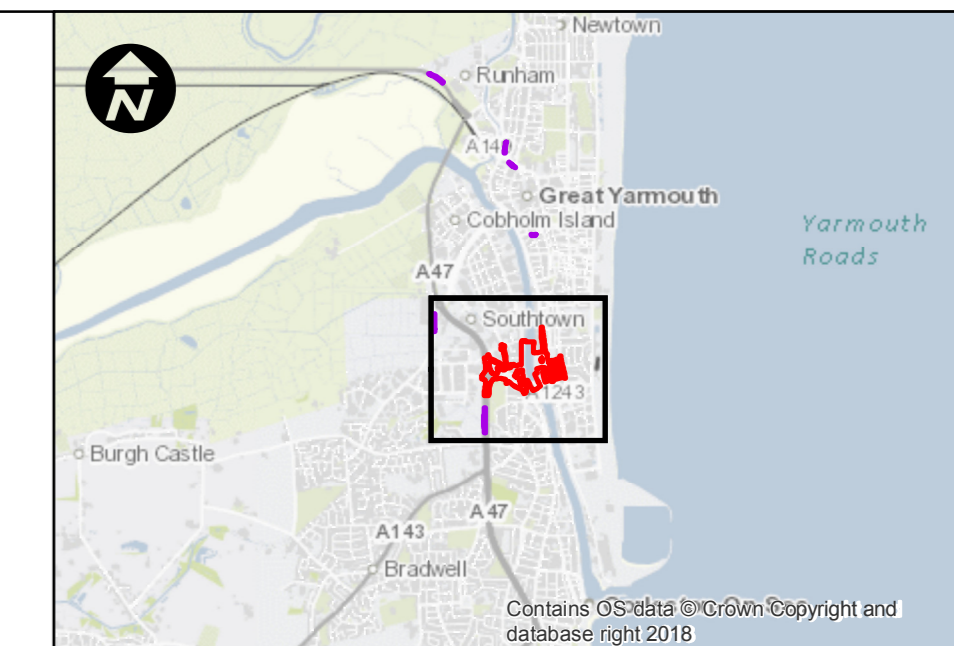 Newtown
N
Runham
A149
Great Yarmouth
Cobholm Island
Yarmouth
Roads
A47
Southtown
A1243
Burgh Castle
A47
A143
Bradwell
Contains OS data © Crown Copyright and
database right 2018